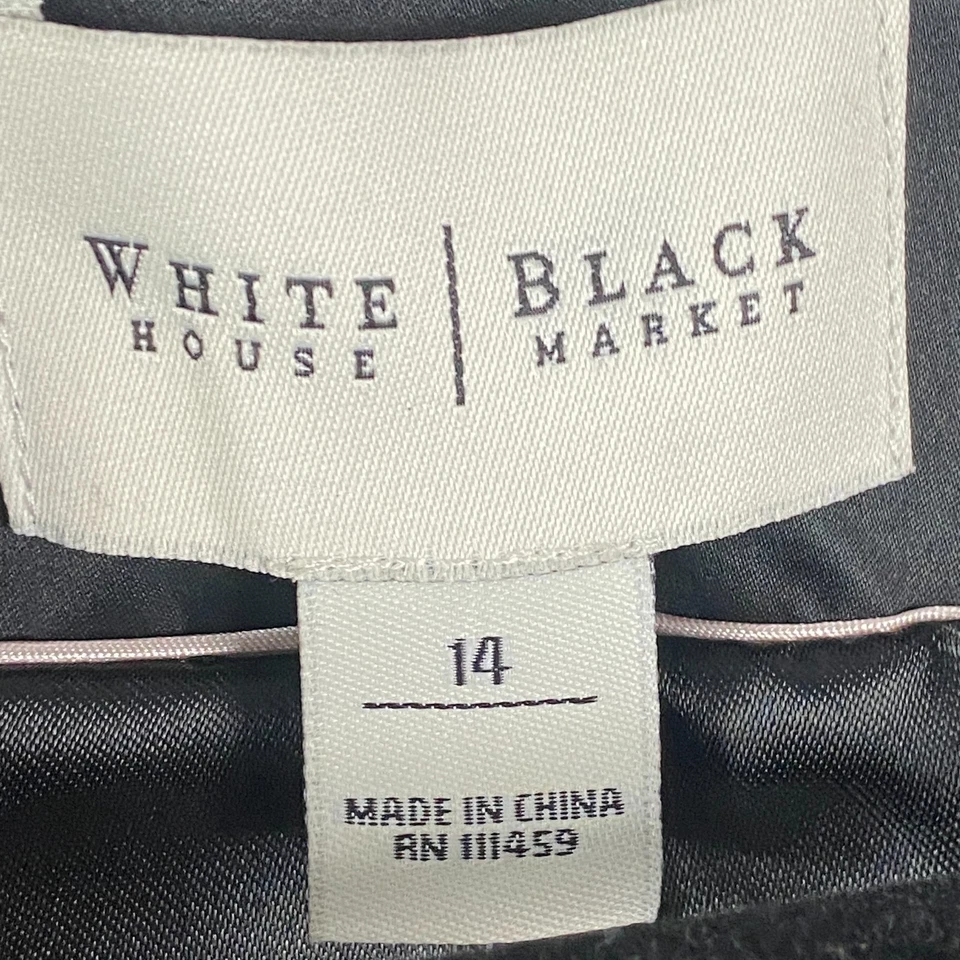 WHITE | BLACK
HOUSE | MARKET
14
MADE IN CHINA
RN 111459